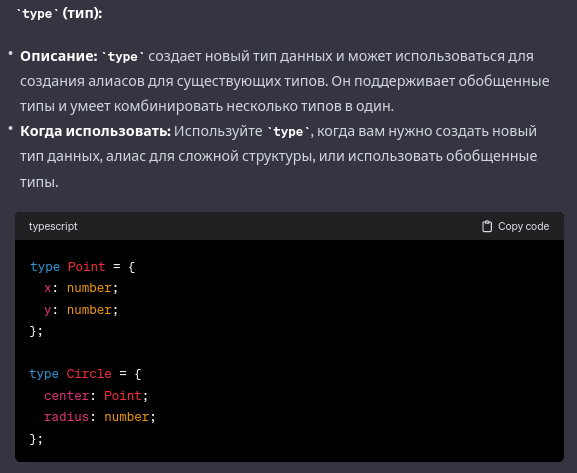 `type` (тип):
• Описание: `type` создает новый тип данных и может использоваться для
создания алиасов для существующих типов. Он поддерживает обобщенные
типы и умеет комбинировать несколько типов в один.
• Когда использовать: Используйте `type`, когда вам нужно создать новый
тип данных, алиас для сложной структуры, или использовать обобщенные
типы.
typescript Copy code
type Point = {
  x: number;
  y: number;
};
type Circle = {
  center: Point;
  radius: number;
};